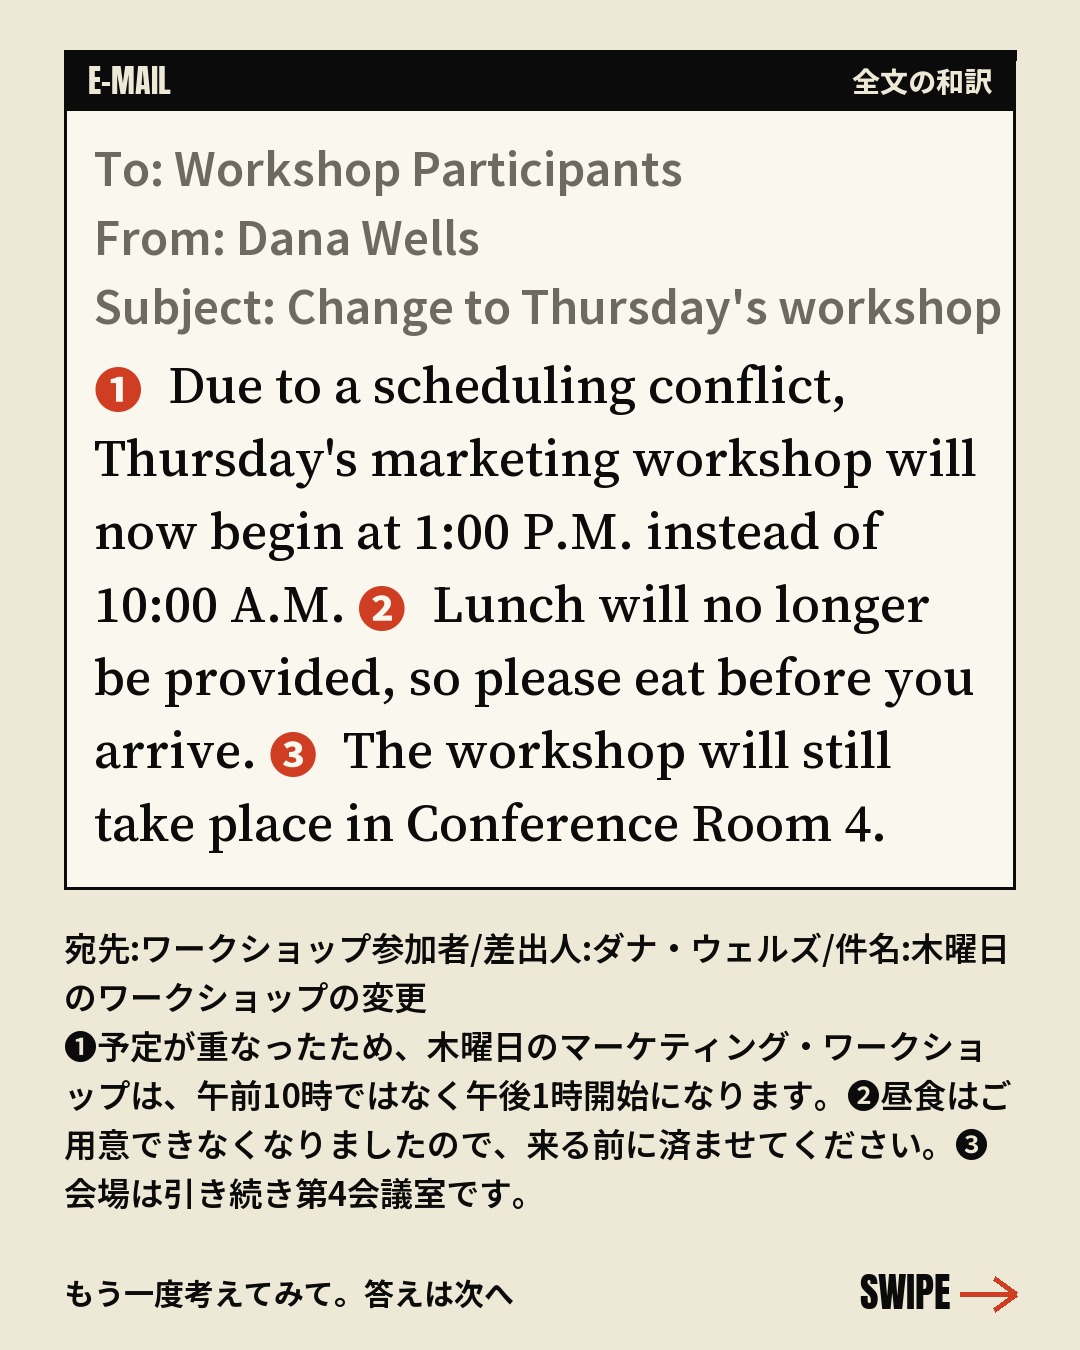 E-MAIL
全文の和訳
To: Workshop Participants
From: Dana Wells
Subject: Change to Thursday's workshop
❶ Due to a scheduling conflict,
Thursday's marketing workshop will
now begin at 1:00 P.M. instead of
10:00 A.M. ❷ Lunch will no longer
be provided, so please eat before you
arrive. ❸ The workshop will still
take place in Conference Room 4.
宛先:ワークショップ参加者/差出人:ダナ・ウェルズ/件名:木曜日
のワークショップの変更
❶予定が重なったため、木曜日のマーケティング・ワークショ
ップは、午前10時ではなく午後1時開始になります。❷昼食はご
用意できなくなりましたので、来る前に済ませてください。❸
会場は引き続き第4会議室です。
もう一度考えてみて。答えは次へ
SWIPE